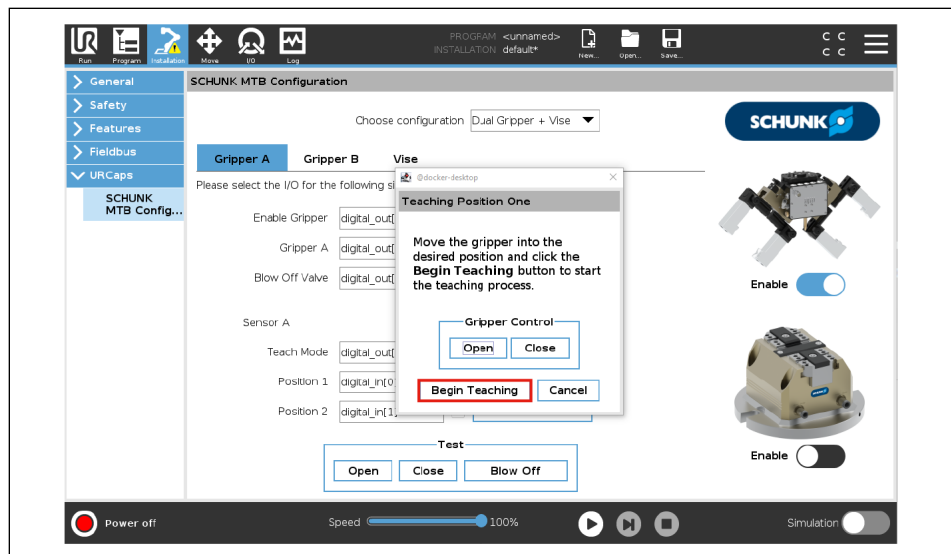 PROGRAM <unnamed>
INSTALLATION default*
Run Program Installation Move I/O Log New... Open... Save...
C C
C C
General
Safety
Features
Fieldbus
URCaps
SCHUNK
MTB Config...
SCHUNK MTB Configuration
Choose configuration Dual Gripper + Vise
SCHUNK
Gripper A Gripper B Vise
Please select the I/O for the following si
Enable Gripper digital_out[
Gripper A digital_out[
Blow Off Valve digital_out[
Sensor A
Teach Mode digital_out[
Position 1 digital_in[0]
Position 2 digital_in[1]
@docker-desktop
Teaching Position One
Move the gripper into the
desired position and click the
Begin Teaching button to start
the teaching process.
Gripper Control
Open Close
Begin Teaching Cancel
Test
Open Close Blow Off
Enable
Enable
Power off
Speed 100%
Simulation